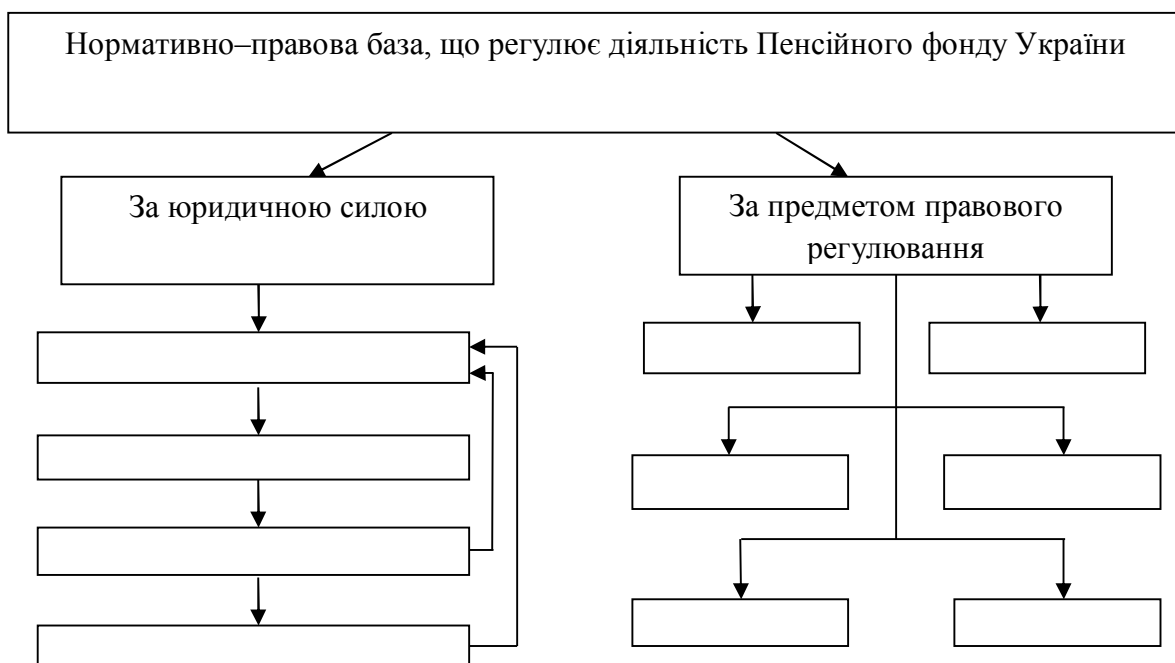 Нормативно–правова база, що регулює діяльність Пенсійного фонду України
За юридичною силою
За предметом правового
регулювання